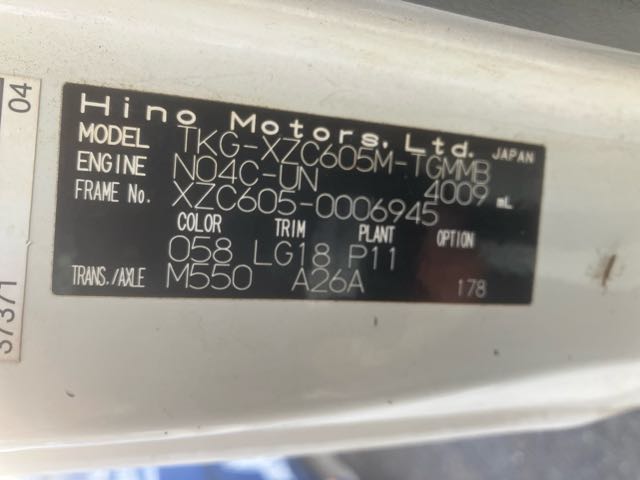 Hino Motors, Ltd. JAPAN
MODEL TKG-XZC605M-TGMMB
ENGINE N04C-UN 4009 mL
FRAME No. XZC605-0006945
COLOR TRIM PLANT OPTION
058 LG18 P11
TRANS./AXLE M550 A26A 178
04
37371